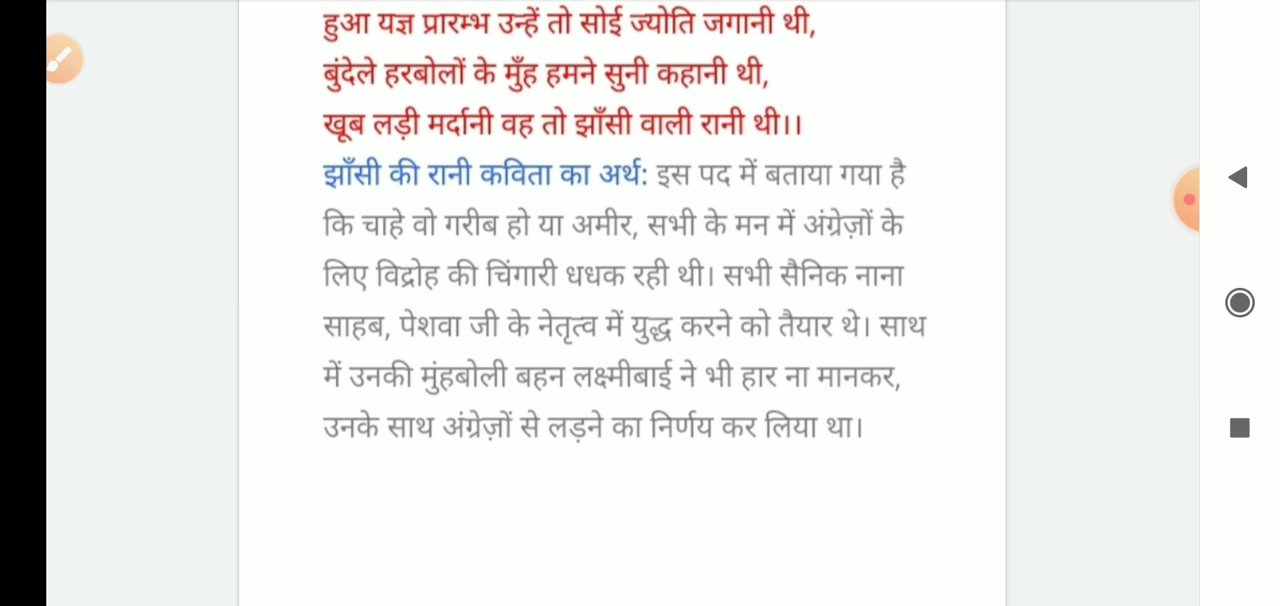 हुआ यज्ञ प्रारम्भ उन्हें तो सोई ज्योति जगानी थी,
बुंदेले हरबोलों के मुँह हमने सुनी कहानी थी,
खूब लड़ी मर्दानी वह तो झाँसी वाली रानी थी।।
झाँसी की रानी कविता का अर्थ: इस पद में बताया गया है
कि चाहे वो गरीब हो या अमीर, सभी के मन में अंग्रेज़ों के
लिए विद्रोह की चिंगारी धधक रही थी। सभी सैनिक नाना
साहब, पेशवा जी के नेतृत्व में युद्ध करने को तैयार थे। साथ
में उनकी मुंहबोली बहन लक्ष्मीबाई ने भी हार ना मानकर,
उनके साथ अंग्रेज़ों से लड़ने का निर्णय कर लिया था।